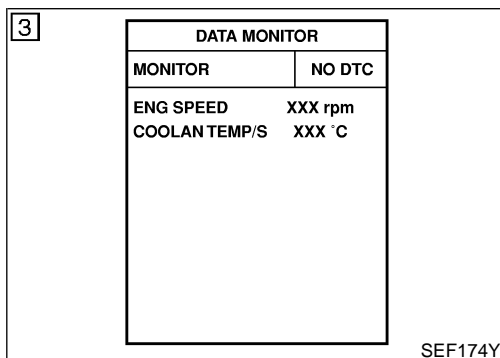 3
DATA MONITOR
MONITOR NO DTC
ENG SPEED XXX rpm
COOLAN TEMP/S XXX °C
SEF174Y